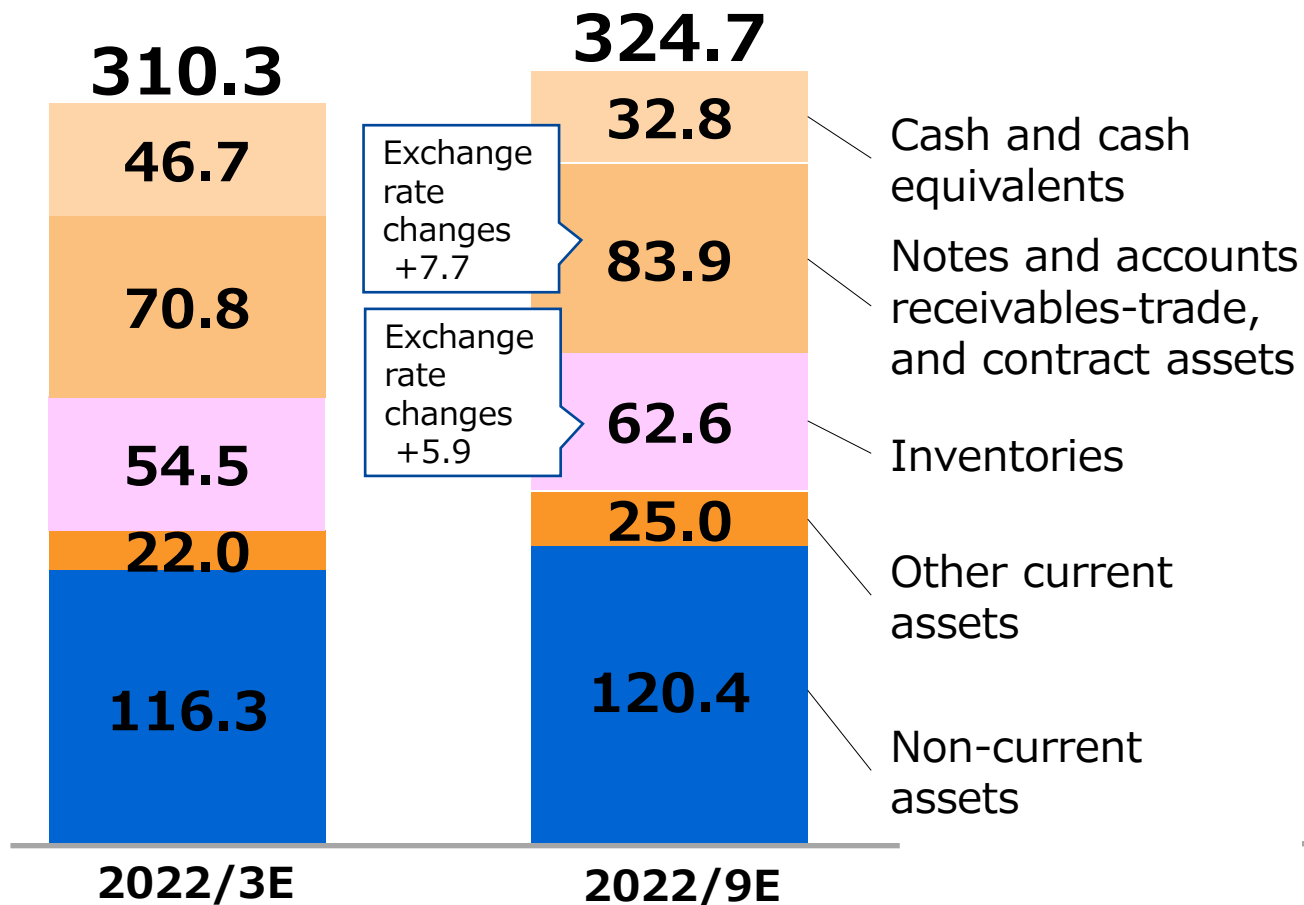 310.3
46.7
70.8
54.5
22.0
116.3
2022/3E
Exchange
rate
changes
+7.7
Exchange
rate
changes
+5.9
324.7
32.8
83.9
62.6
25.0
120.4
2022/9E
Cash and cash
equivalents
Notes and accounts
receivables-trade,
and contract assets
Inventories
Other current
assets
Non-current
assets